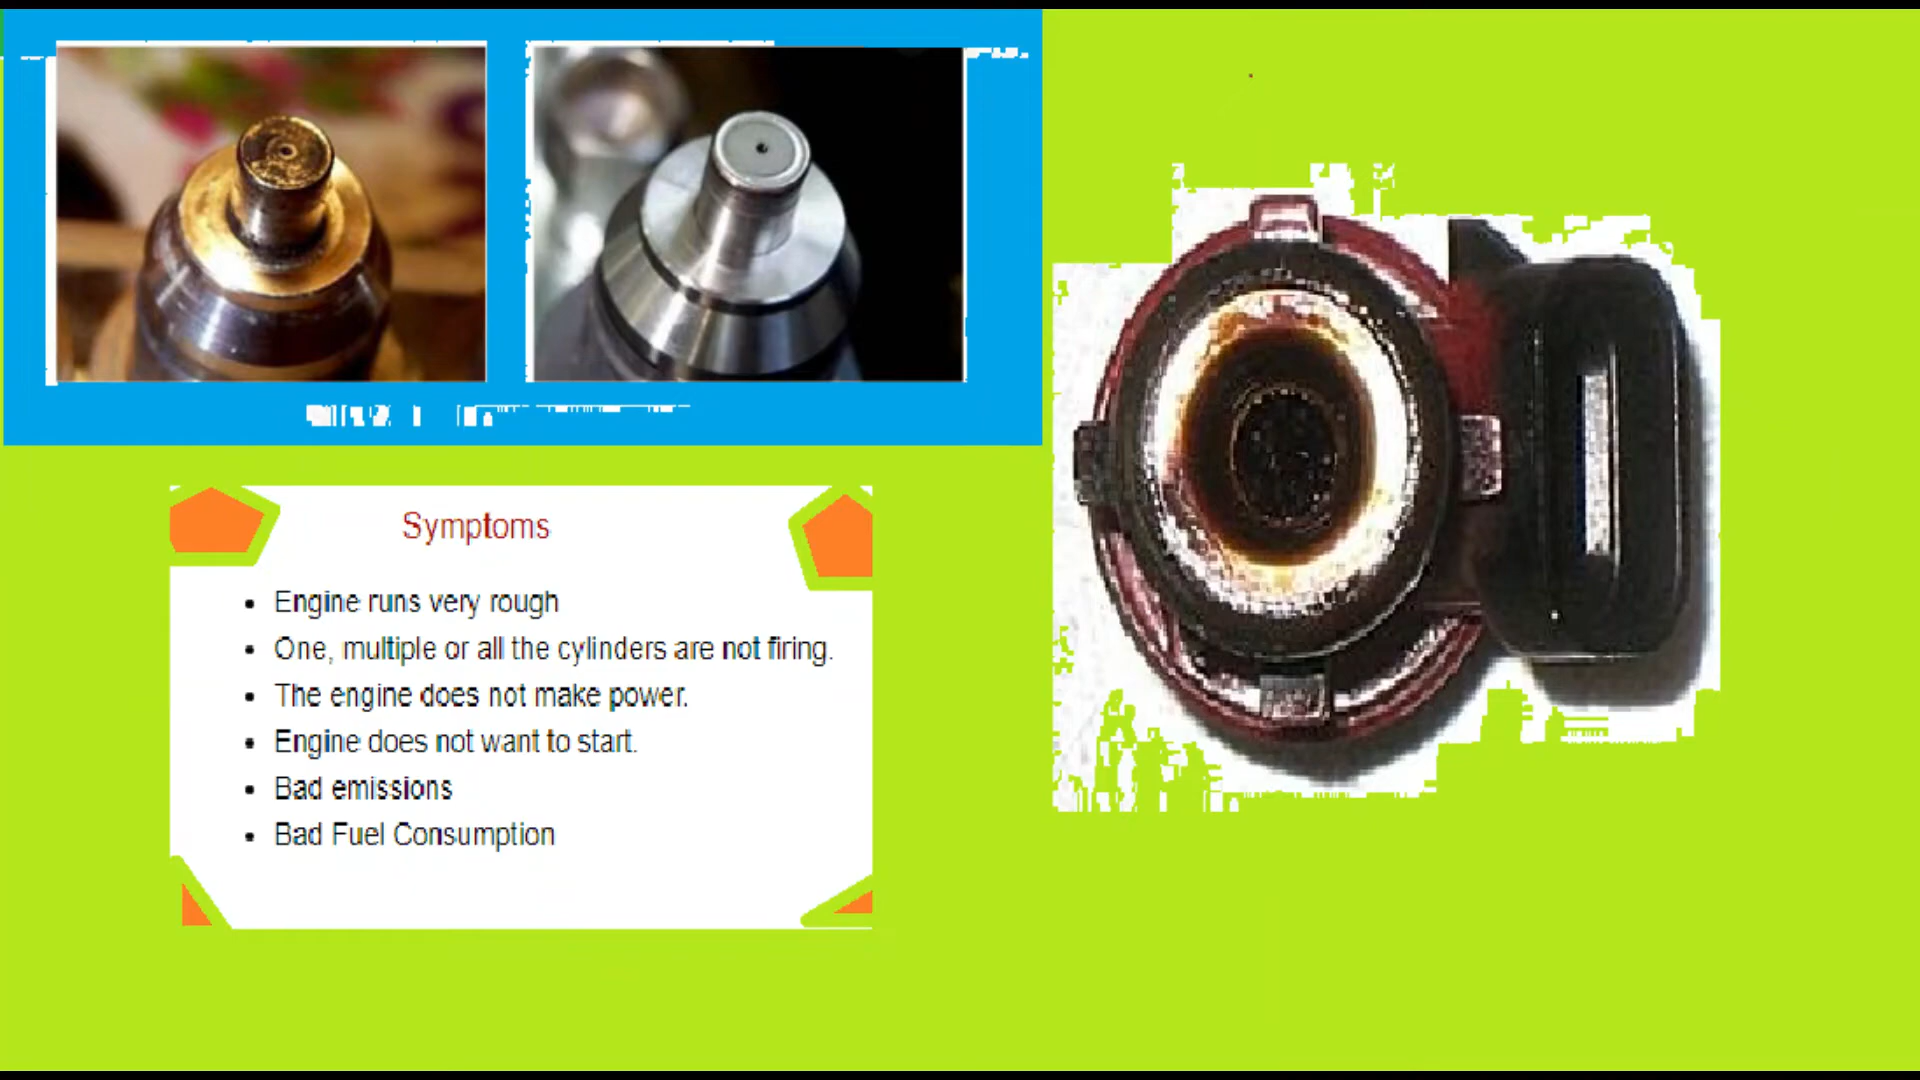 Symptoms
Engine runs very rough
One, multiple or all the cylinders are not firing.
The engine does not make power.
Engine does not want to start.
Bad emissions
Bad Fuel Consumption